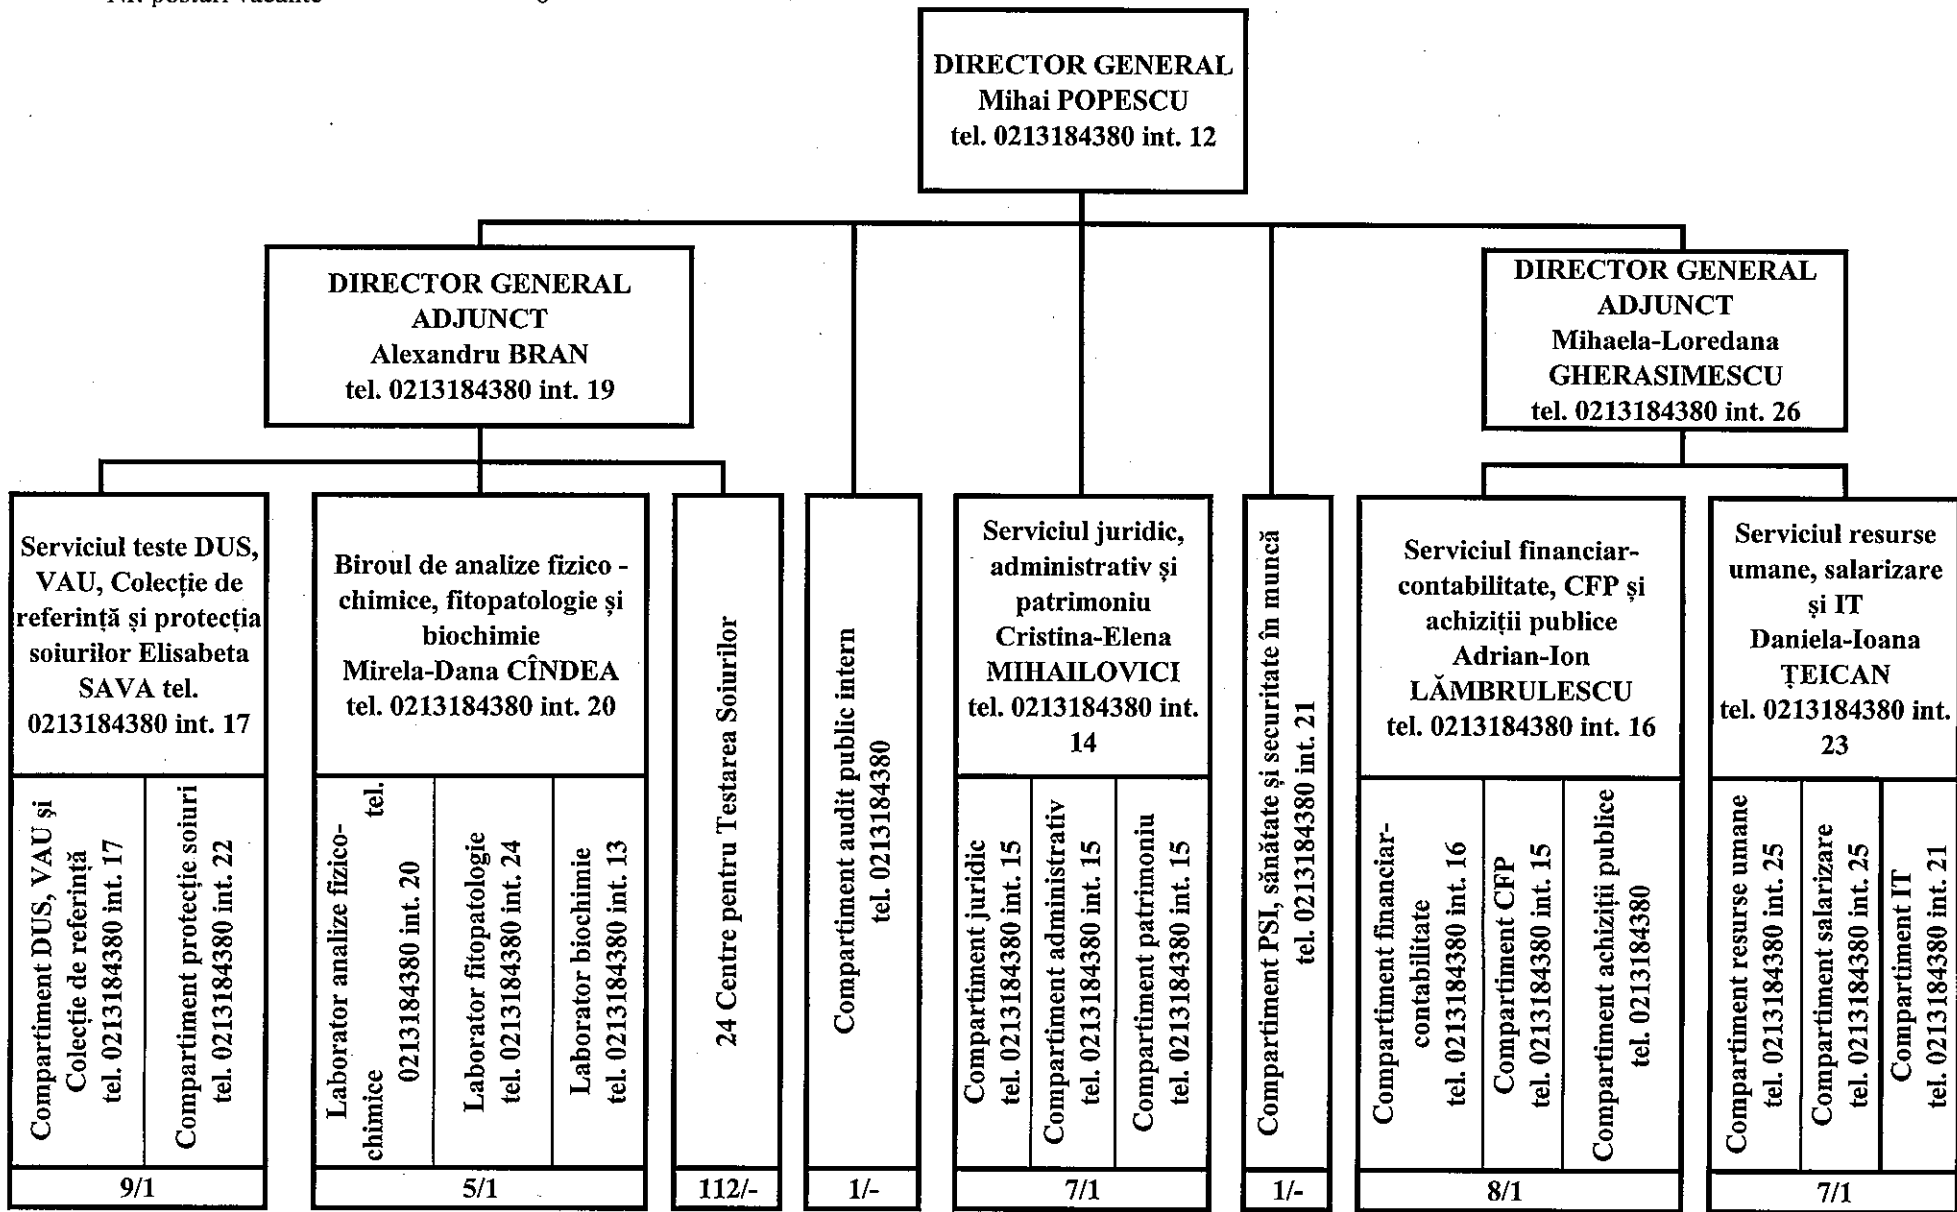 Nr. posturi vacante
DIRECTOR GENERAL
Mihai POPESCU
tel. 0213184380 int. 12
DIRECTOR GENERAL
ADJUNCT
Alexandru BRAN
tel. 0213184380 int. 19
DIRECTOR GENERAL
ADJUNCT
Mihaela-Loredana
GHERASIMESCU
tel. 0213184380 int. 26
Serviciul teste DUS,
VAU, Colecție de
referință și protecția
soiurilor Elisabeta
SAVA tel.
0213184380 int. 17
Biroul de analize fizico -
chimice, fitopatologie și
biochimie
Mirela-Dana CÎNDEA
tel. 0213184380 int. 20
24 Centre pentru Testarea Soiurilor
Compartiment audit public intern
tel. 0213184380
Serviciul juridic,
administrativ și
patrimoniu
Cristina-Elena
MIHAILOVICI
tel. 0213184380 int.
14
Compartiment PSI, sănătate și securitate în muncă
tel. 0213184380 int. 21
Serviciul financiar-
contabilitate, CFP și
achiziții publice
Adrian-Ion
LĂMBRULESCU
tel. 0213184380 int. 16
Serviciul resurse
umane, salarizare
și IT
Daniela-Ioana
ȚEICAN
tel. 0213184380 int.
23
Compartiment DUS, VAU și
Colecție de referință
tel. 0213184380 int. 17
Compartiment protecție soiuri
tel. 0213184380 int. 22
Laborator analize fizico-
chimice tel.
0213184380 int. 20
Laborator fitopatologie
tel. 0213184380 int. 24
Laborator biochimie
tel. 0213184380 int. 13
Compartiment juridic
tel. 0213184380 int. 15
Compartiment administrativ
tel. 0213184380 int. 15
Compartiment patrimoniu
tel. 0213184380 int. 15
Compartiment financiar-
contabilitate
tel. 0213184380 int. 16
Compartiment CFP
tel. 0213184380 int. 15
Compartiment achiziții publice
tel. 0213184380
Compartiment resurse umane
tel. 0213184380 int. 25
Compartiment salarizare
tel. 0213184380 int. 25
Compartiment IT
tel. 0213184380 int. 21
9/1
5/1
112/-
1/-
7/1
1/-
8/1
7/1